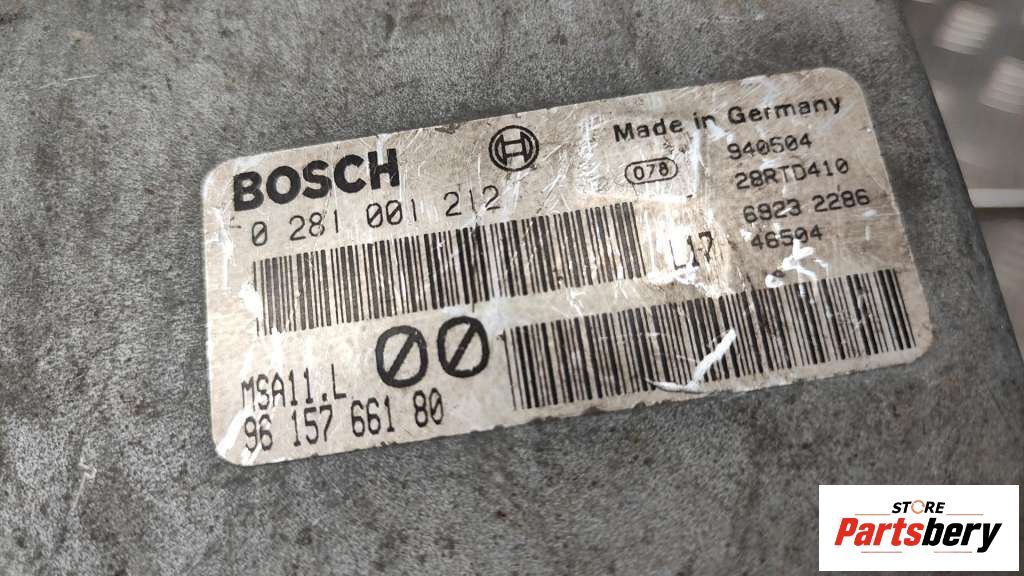 BOSCH
0 281 001 212
Made in Germany
078
940504
28RTD410
6923 2286
46504
L17
00
MSA11.L
96 157 661 80
STORE
Partsbery